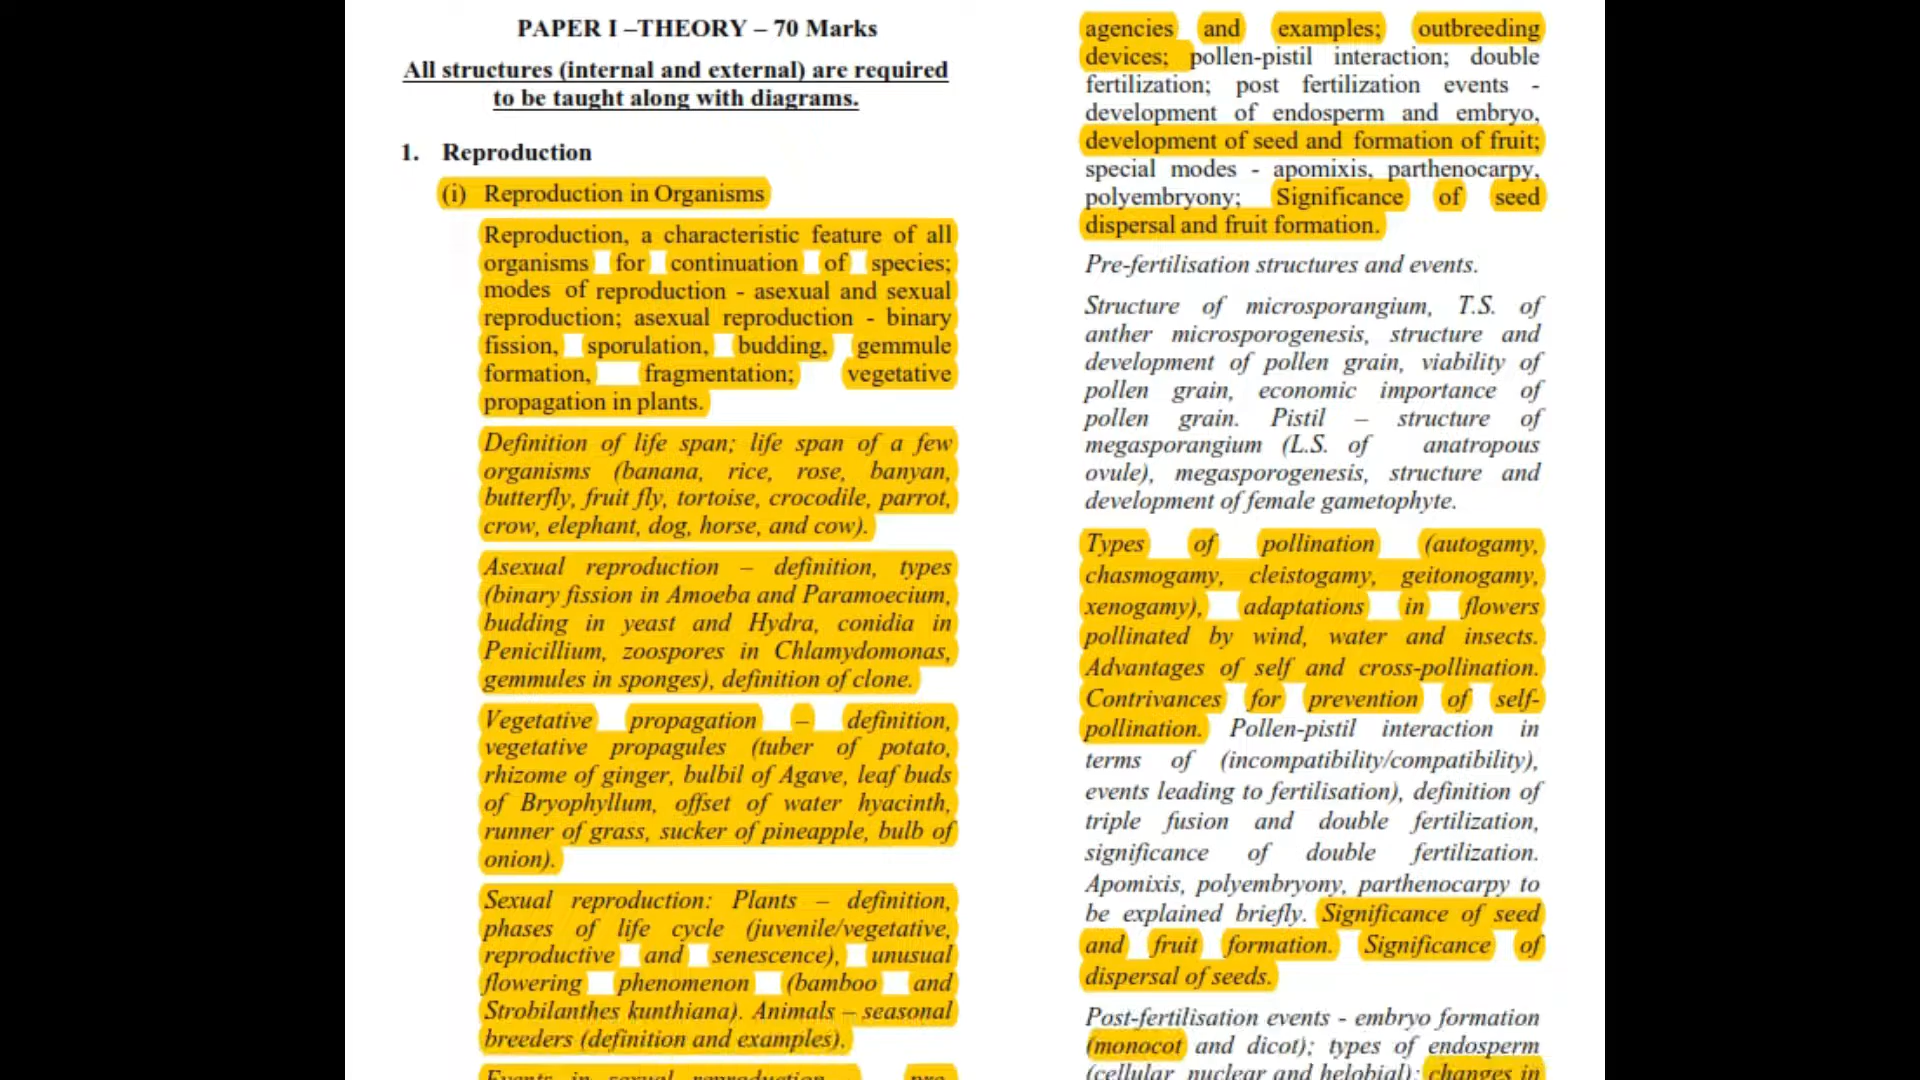 PAPER I –THEORY – 70 Marks
All structures (internal and external) are required
to be taught along with diagrams.
1. Reproduction
(i) Reproduction in Organisms
Reproduction, a characteristic feature of all
organisms for continuation of species;
modes of reproduction - asexual and sexual
reproduction; asexual reproduction - binary
fission, sporulation, budding, gemmule
formation, fragmentation; vegetative
propagation in plants.
Definition of life span; life span of a few
organisms (banana, rice, rose, banyan,
butterfly, fruit fly, tortoise, crocodile, parrot,
crow, elephant, dog, horse, and cow).
Asexual reproduction – definition, types
(binary fission in Amoeba and Paramoecium,
budding in yeast and Hydra, conidia in
Penicillium, zoospores in Chlamydomonas,
gemmules in sponges), definition of clone.
Vegetative propagation – definition,
vegetative propagules (tuber of potato,
rhizome of ginger, bulbil of Agave, leaf buds
of Bryophyllum, offset of water hyacinth,
runner of grass, sucker of pineapple, bulb of
onion).
Sexual reproduction: Plants – definition,
phases of life cycle (juvenile/vegetative,
reproductive and senescence), unusual
flowering phenomenon (bamboo and
Strobilanthes kunthiana). Animals – seasonal
breeders (definition and examples).
Events in sexual reproduction – pre-
agencies and examples; outbreeding
devices; pollen-pistil interaction; double
fertilization; post fertilization events -
development of endosperm and embryo,
development of seed and formation of fruit;
special modes - apomixis, parthenocarpy,
polyembryony; Significance of seed
dispersal and fruit formation.
Pre-fertilisation structures and events.
Structure of microsporangium, T.S. of
anther microsporogenesis, structure and
development of pollen grain, viability of
pollen grain, economic importance of
pollen grain. Pistil – structure of
megasporangium (L.S. of anatropous
ovule), megasporogenesis, structure and
development of female gametophyte.
Types of pollination (autogamy,
chasmogamy, cleistogamy, geitonogamy,
xenogamy), adaptations in flowers
pollinated by wind, water and insects.
Advantages of self and cross-pollination.
Contrivances for prevention of self-
pollination. Pollen-pistil interaction in
terms of (incompatibility/compatibility),
events leading to fertilisation), definition of
triple fusion and double fertilization,
significance of double fertilization.
Apomixis, polyembryony, parthenocarpy to
be explained briefly. Significance of seed
and fruit formation. Significance of
dispersal of seeds.
Post-fertilisation events - embryo formation
(monocot and dicot); types of endosperm
(cellular, nuclear and helobial); changes in